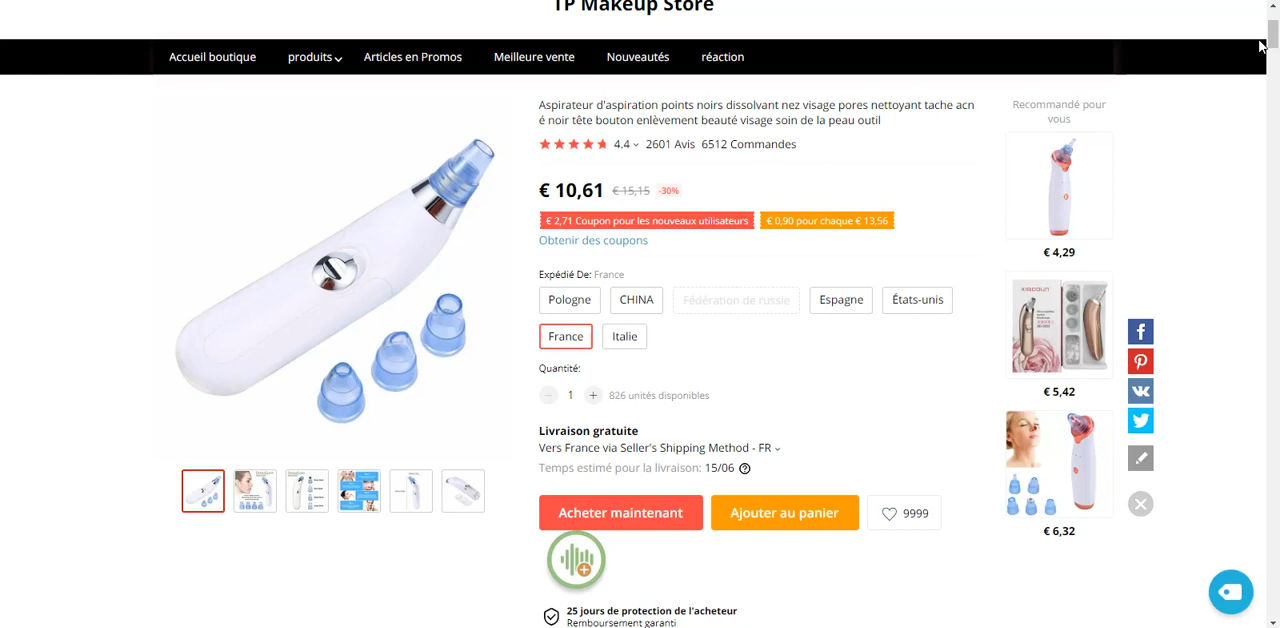 TP Makeup Store
Accueil boutique produits Articles en Promos Meilleure vente Nouveautés réaction
Aspirateur d'aspiration points noirs dissolvant nez visage pores nettoyant tache acn
é noir tête bouton enlèvement beauté visage soin de la peau outil
4.4 2601 Avis 6512 Commandes
€ 10,61 € 15,15 -30%
€ 2,71 Coupon pour les nouveaux utilisateurs € 0,90 pour chaque € 13,56
Obtenir des coupons
Expédié De: France
Pologne CHINA Fédération de russie Espagne États-unis
France Italie
Quantité:
− 1 + 826 unités disponibles
Livraison gratuite
Vers France via Seller's Shipping Method - FR
Temps estimé pour la livraison: 15/06
Acheter maintenant Ajouter au panier 9999
25 jours de protection de l'acheteur
Remboursement garanti
Recommandé pour
vous
€ 4,29
€ 5,42
€ 6,32